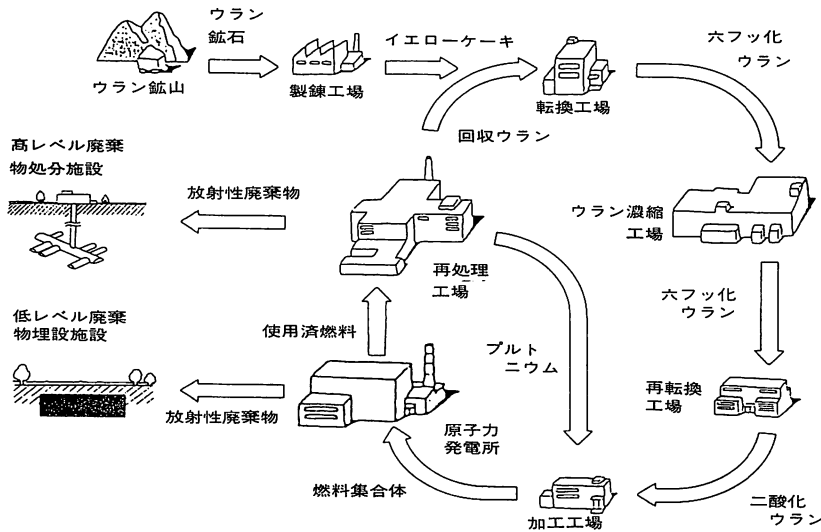 ウラン
鉱石
ウラン鉱山
製錬工場
イエローケーキ
転換工場
六フッ化
ウラン
回収ウラン
高レベル廃棄
物処分施設
放射性廃棄物
再処理
工場
ウラン濃縮
工場
六フッ化
ウラン
低レベル廃棄
物埋設施設
使用済燃料
プルト
ニウム
再転換
工場
放射性廃棄物
原子力
発電所
燃料集合体
加工工場
二酸化
ウラン